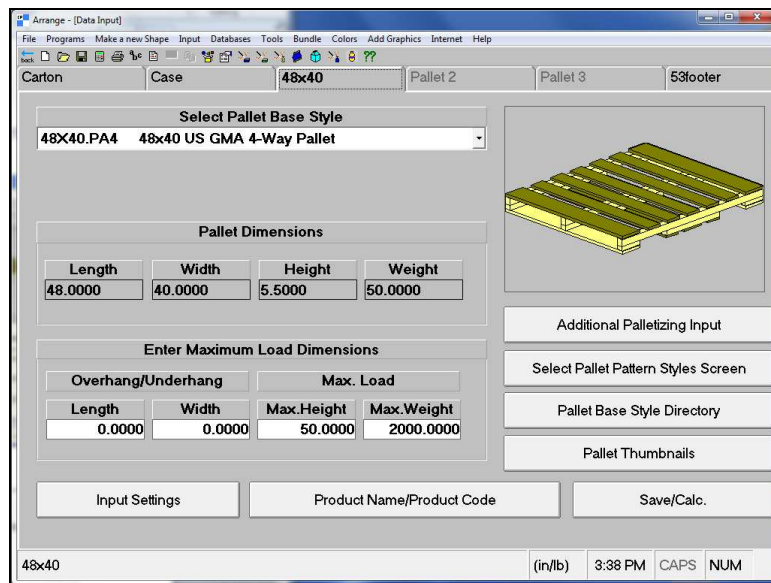 Arrange - [Data Input]
File Programs Make a new Shape Input Databases Tools Bundle Colors Add Graphics Internet Help
back abc ??
Carton Case 48x40 Pallet 2 Pallet 3 53footer
Select Pallet Base Style
48X40.PA4 48x40 US GMA 4-Way Pallet
Pallet Dimensions
Length Width Height Weight
48.0000 40.0000 5.5000 50.0000
Additional Palletizing Input
Enter Maximum Load Dimensions
Select Pallet Pattern Styles Screen
Overhang/Underhang Max. Load
Length Width Max.Height Max.Weight
Pallet Base Style Directory
0.0000 0.0000 50.0000 2000.0000
Pallet Thumbnails
Input Settings Product Name/Product Code Save/Calc.
48x40 (in/lb) 3:38 PM CAPS NUM